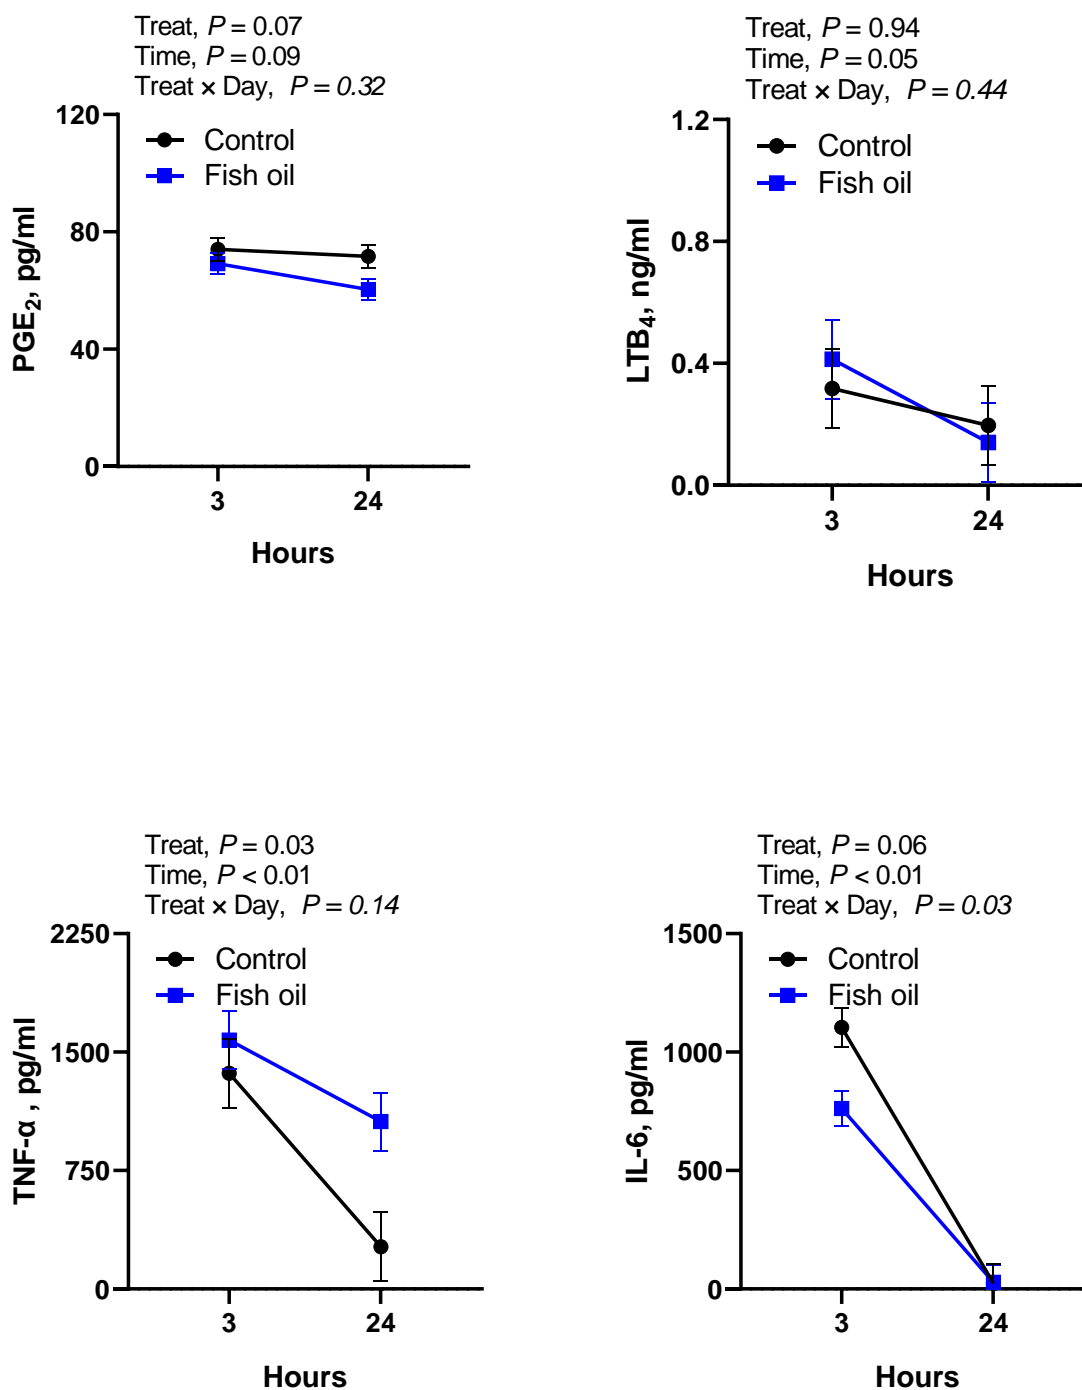 Treat, P = 0.07
Time, P = 0.09
Treat × Day, P = 0.32
120
80
40
0
Control
Fish oil
PGE2, pg/ml
3 24
Hours
Treat, P = 0.94
Time, P = 0.05
Treat × Day, P = 0.44
1.2
0.8
0.4
0.0
Control
Fish oil
LTB4, ng/ml
3 24
Hours
Treat, P = 0.03
Time, P < 0.01
Treat × Day, P = 0.14
2250
1500
750
0
Control
Fish oil
TNF-α , pg/ml
3 24
Hours
Treat, P = 0.06
Time, P < 0.01
Treat × Day, P = 0.03
1500
1000
500
0
Control
Fish oil
IL-6, pg/ml
3 24
Hours